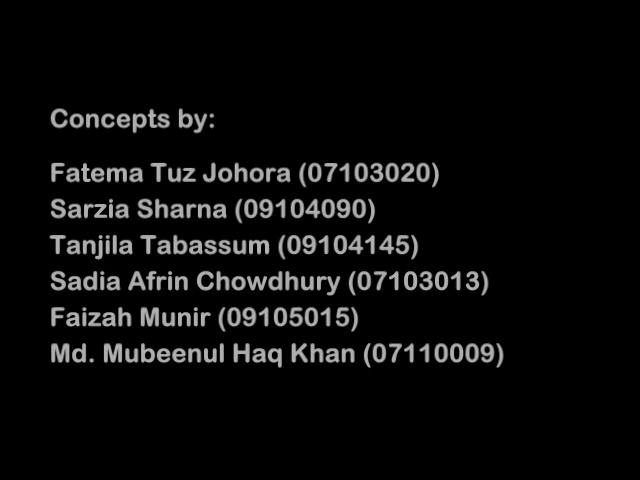 Concepts by:
Fatema Tuz Johora (07103020)
Sarzia Sharna (09104090)
Tanjila Tabassum (09104145)
Sadia Afrin Chowdhury (07103013)
Faizah Munir (09105015)
Md. Mubeenul Haq Khan (07110009)